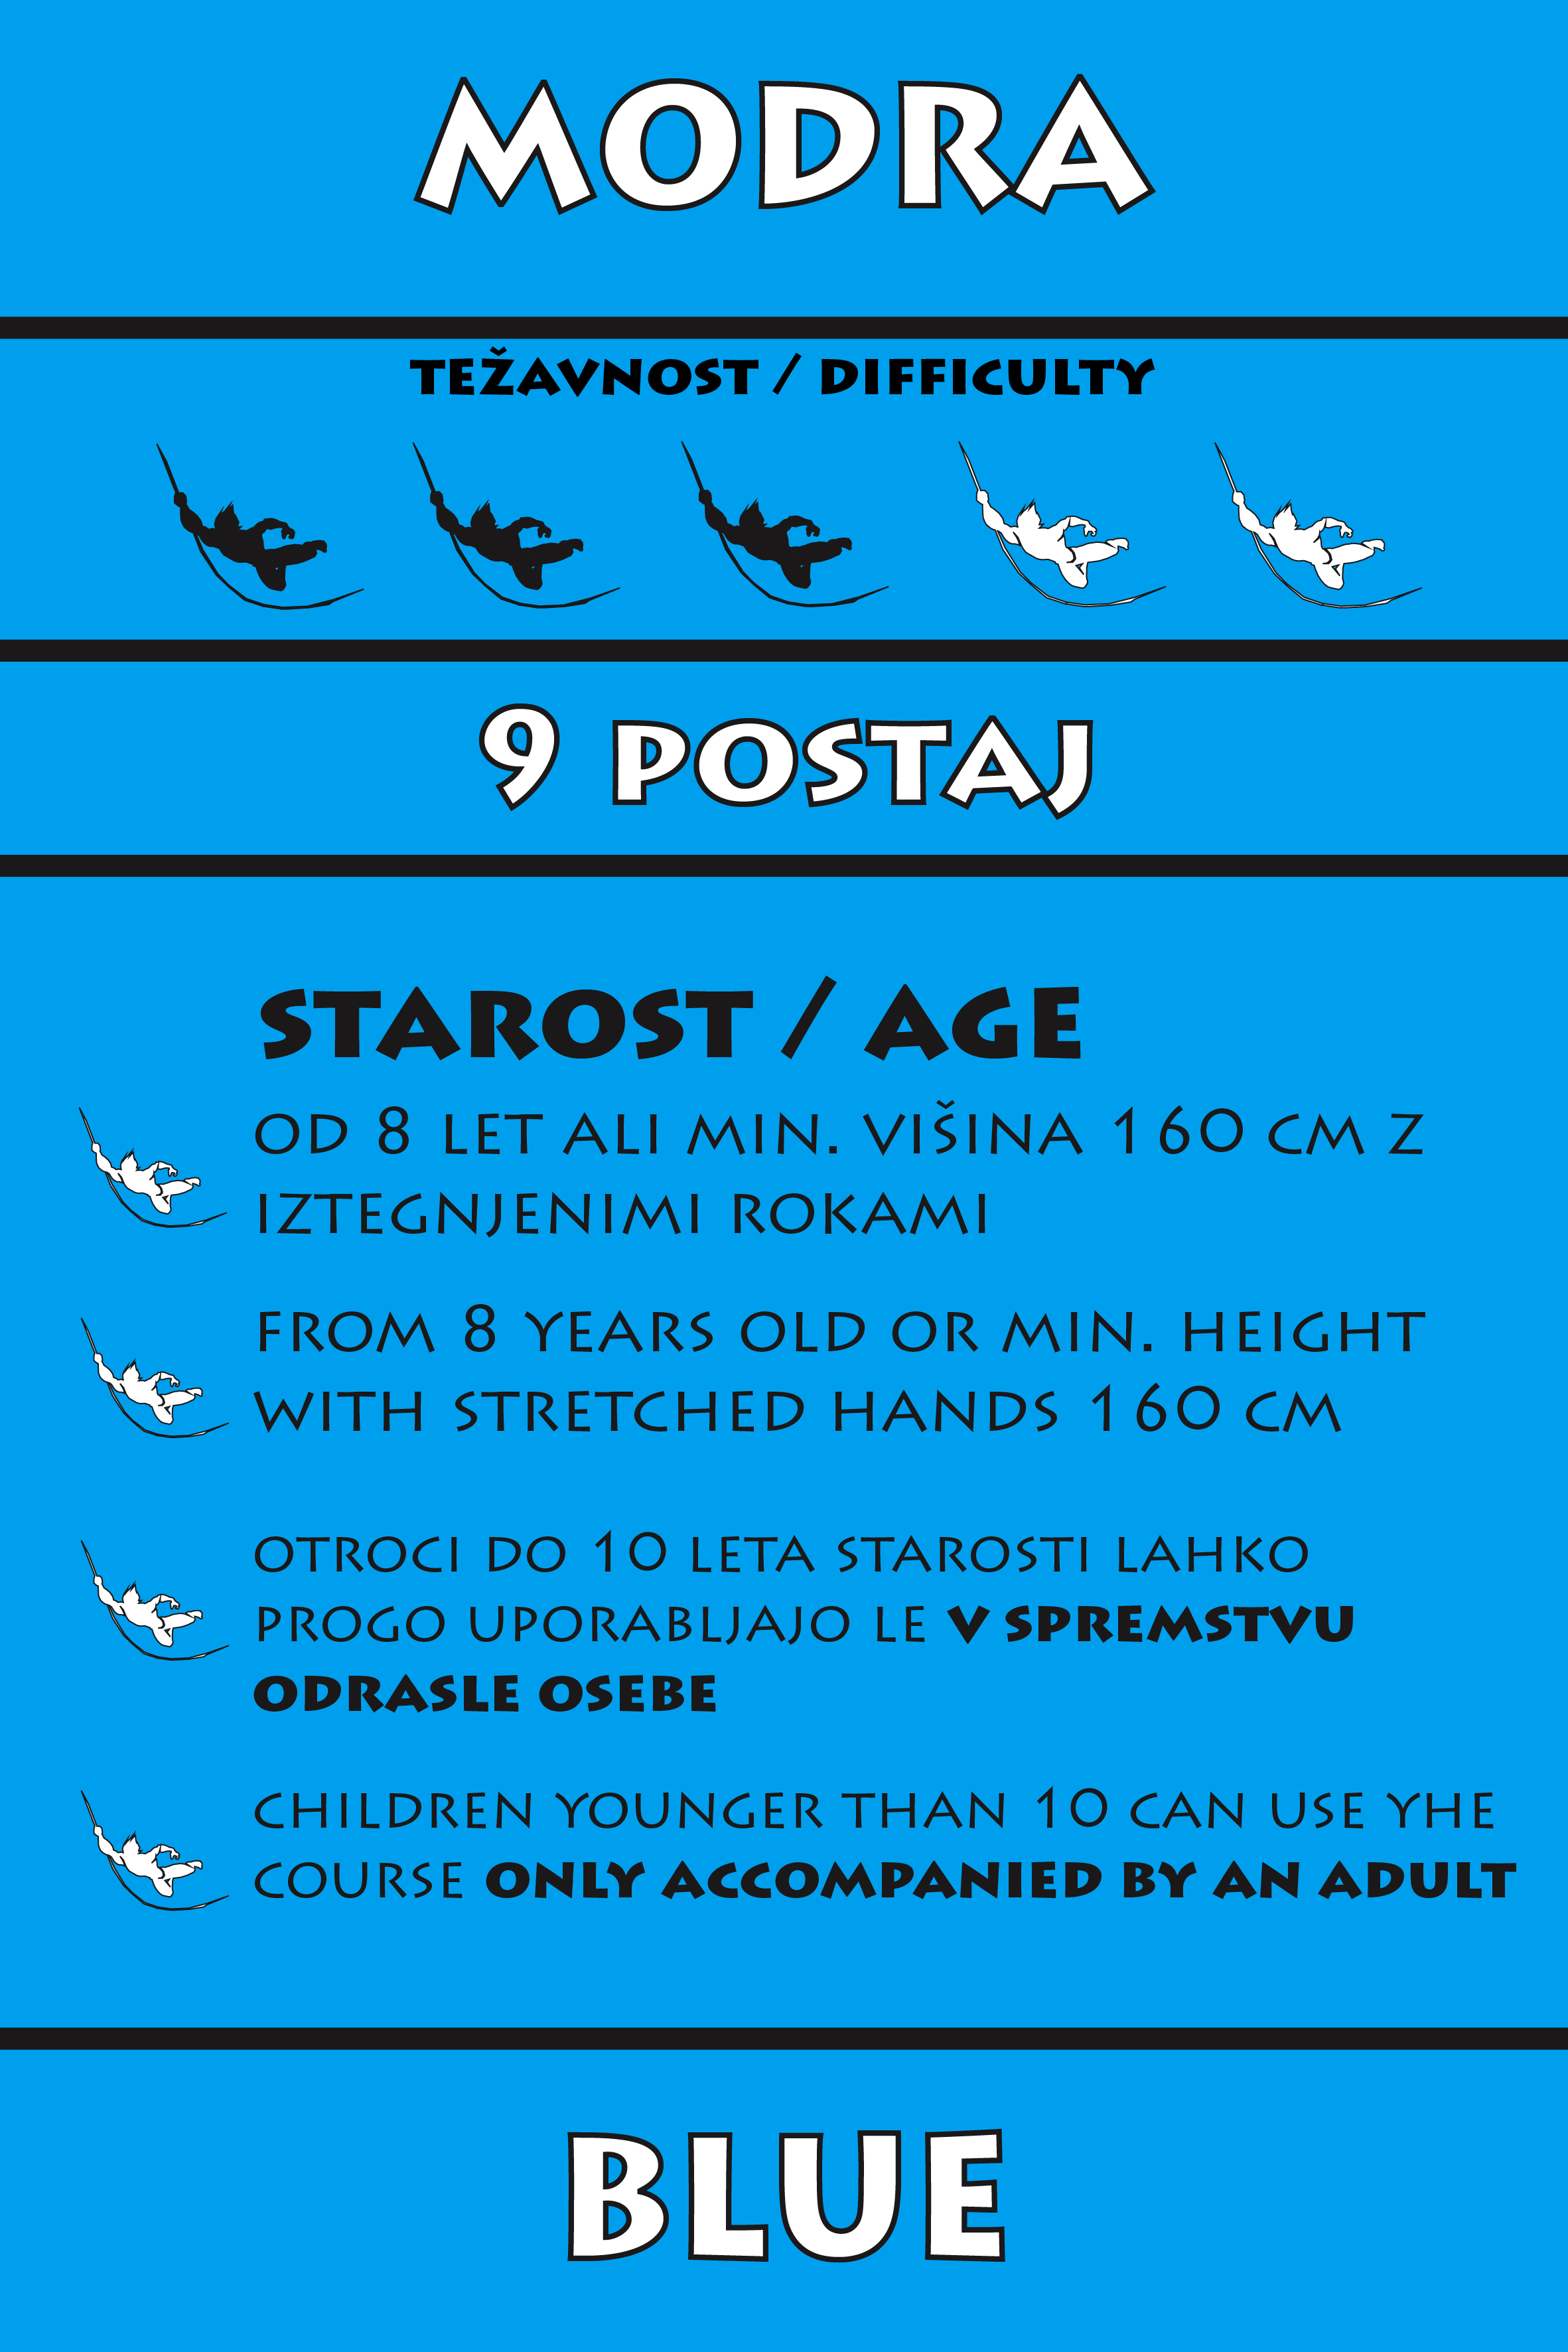 MODRA
TEŽAVNOST / DIFFICULTY
9 POSTAJ
STAROST / AGE
OD 8 LET ALI MIN. VIŠINA 160 CM Z
IZTEGNJENIMI ROKAMI
FROM 8 YEARS OLD OR MIN. HEIGHT
WITH STRETCHED HANDS 160 CM
OTROCI DO 10 LETA STAROSTI LAHKO
PROGO UPORABLJAJO LE V SPREMSTVU
ODRASLE OSEBE
CHILDREN YOUNGER THAN 10 CAN USE YHE
COURSE ONLY ACCOMPANIED BY AN ADULT
BLUE